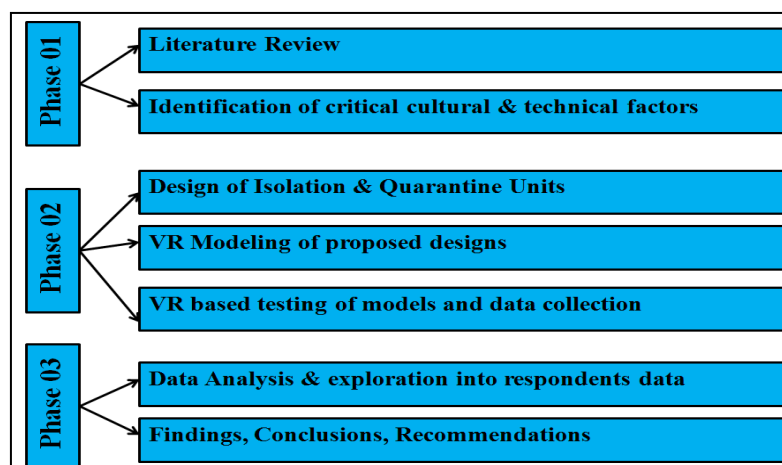 Phase 01
Literature Review
Identification of critical cultural & technical factors
Phase 02
Design of Isolation & Quarantine Units
VR Modeling of proposed designs
VR based testing of models and data collection
Phase 03
Data Analysis & exploration into respondents data
Findings, Conclusions, Recommendations